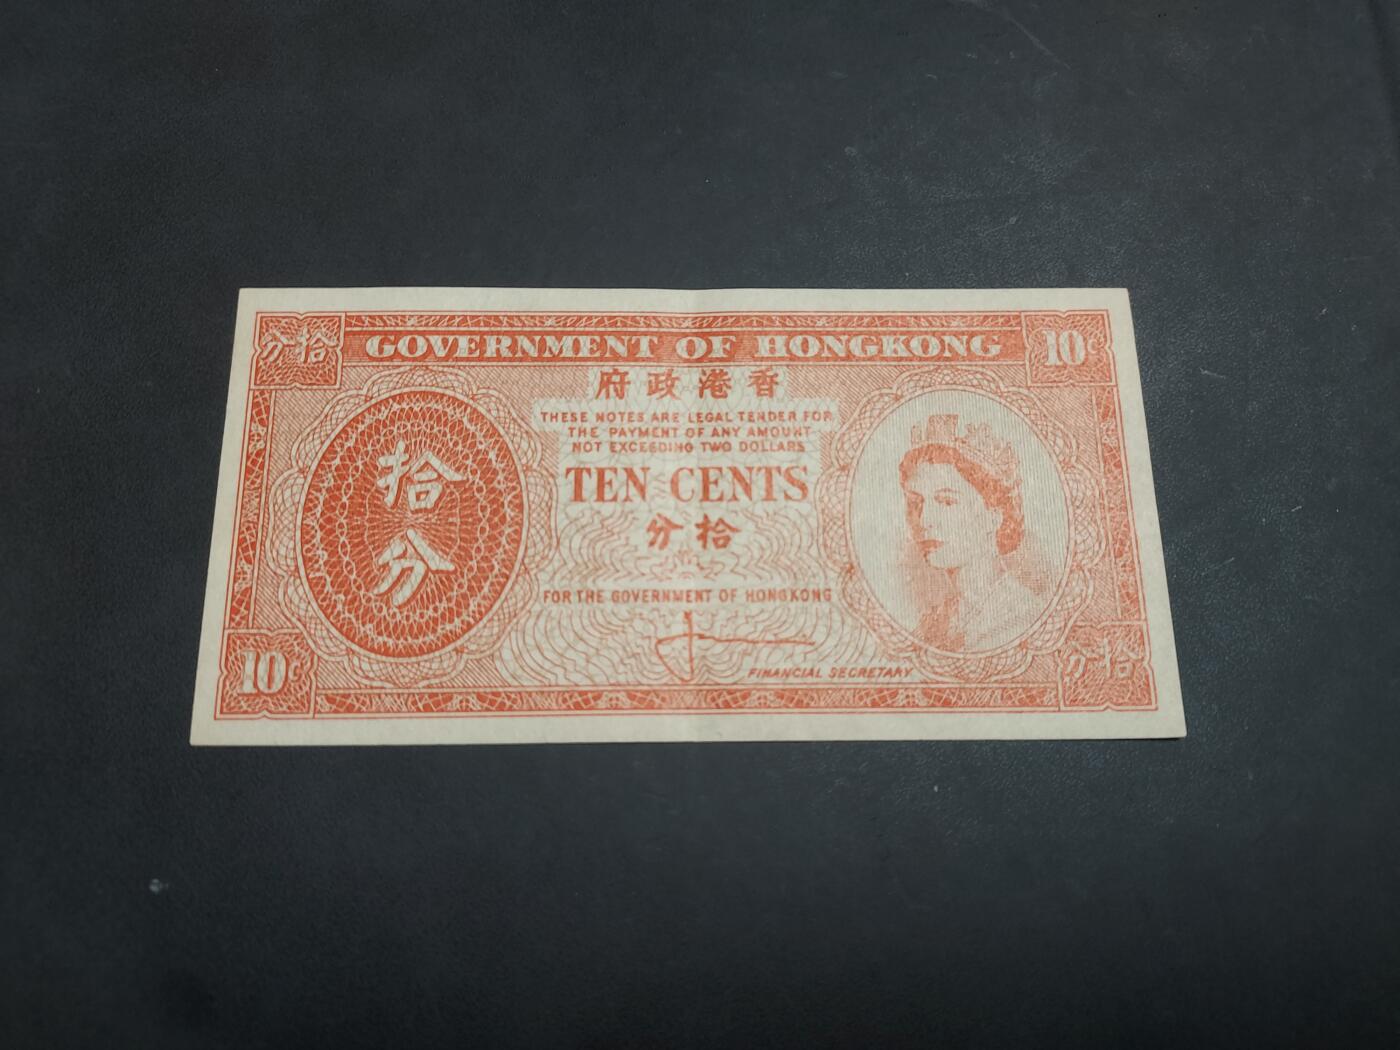 分拾
GOVERNMENT OF HONGKONG
10c
府政港香
THESE NOTES ARE LEGAL TENDER FOR
THE PAYMENT OF ANY AMOUNT
NOT EXCEEDING TWO DOLLARS
拾
分
TEN CENTS
分拾
FOR THE GOVERNMENT OF HONGKONG
FINANCIAL SECRETARY
10c
分拾